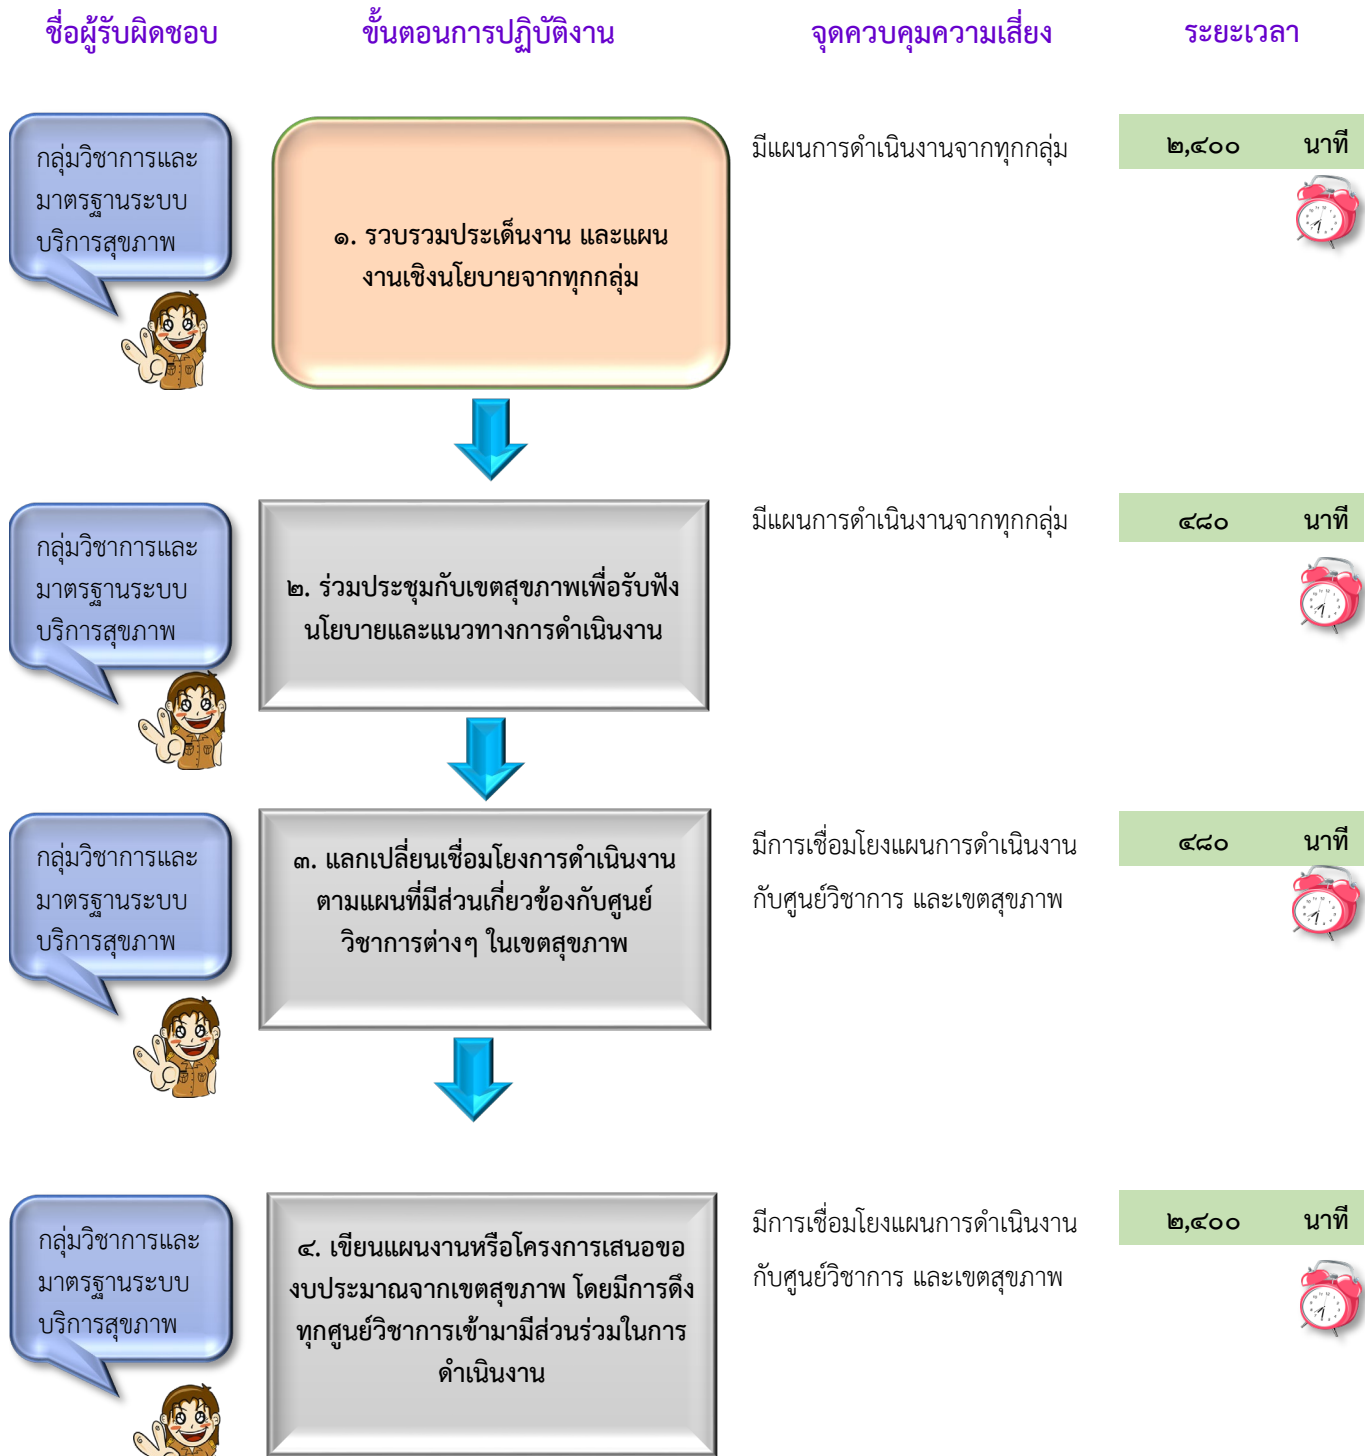 ชื่อผู้รับผิดชอบ ขั้นตอนการปฏิบัติงาน จุดควบคุมความเสี่ยง ระยะเวลา
กลุ่มวิชาการและ
มาตรฐานระบบ
บริการสุขภาพ
๑. รวบรวมประเด็นงาน และแผน
งานเชิงนโยบายจากทุกกลุ่ม
มีแผนการดำเนินงานจากทุกกลุ่ม
๒,๔๐๐ นาที
กลุ่มวิชาการและ
มาตรฐานระบบ
บริการสุขภาพ
๒. ร่วมประชุมกับเขตสุขภาพเพื่อรับฟัง
นโยบายและแนวทางการดำเนินงาน
มีแผนการดำเนินงานจากทุกกลุ่ม
๔๘๐ นาที
กลุ่มวิชาการและ
มาตรฐานระบบ
บริการสุขภาพ
๓. แลกเปลี่ยนเชื่อมโยงการดำเนินงาน
ตามแผนที่มีส่วนเกี่ยวข้องกับศูนย์
วิชาการต่างๆ ในเขตสุขภาพ
มีการเชื่อมโยงแผนการดำเนินงาน
กับศูนย์วิชาการ และเขตสุขภาพ
๔๘๐ นาที
กลุ่มวิชาการและ
มาตรฐานระบบ
บริการสุขภาพ
๔. เขียนแผนงานหรือโครงการเสนอขอ
งบประมาณจากเขตสุขภาพ โดยมีการดึง
ทุกศูนย์วิชาการเข้ามามีส่วนร่วมในการ
ดำเนินงาน
มีการเชื่อมโยงแผนการดำเนินงาน
กับศูนย์วิชาการ และเขตสุขภาพ
๒,๔๐๐ นาที